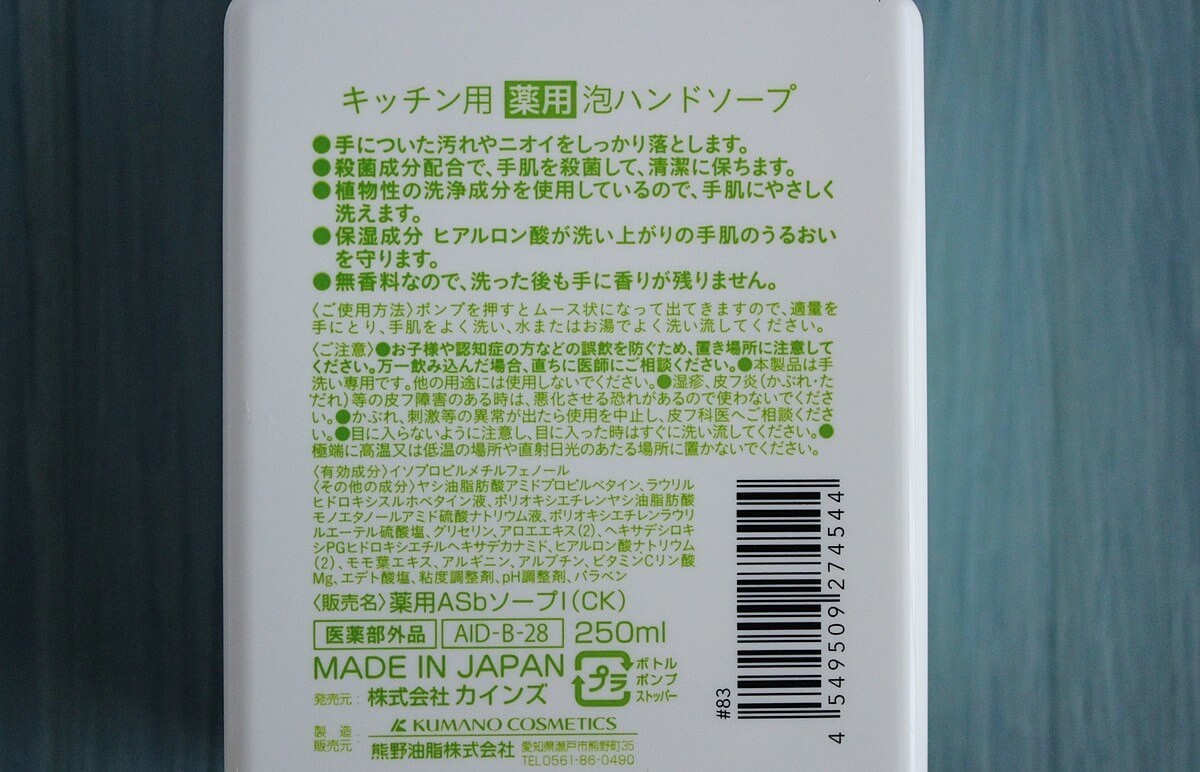 キッチン用 薬用 泡ハンドソープ
●手についた汚れやニオイをしっかり落とします。
●殺菌成分配合で、手肌を殺菌して、清潔に保ちます。
●植物性の洗浄成分を使用しているので、手肌にやさしく
洗えます。
●保湿成分 ヒアルロン酸が洗い上がりの手肌のうるおい
を守ります。
●無香料なので、洗った後も手に香りが残りません。
〈ご使用方法〉ポンプを押すとムース状になって出てきますので、適量を
手にとり、手肌をよく洗い、水またはお湯でよく洗い流してください。
〈ご注意〉●お子様や認知症の方などの誤飲を防ぐため、置き場所に注意して
ください。万一飲み込んだ場合、直ちに医師にご相談ください。●本製品は手
洗い専用です。他の用途には使用しないでください。●湿疹、皮フ炎(かぶれ・た
だれ)等の皮フ障害のある時は、悪化させる恐れがあるので使わないでくださ
い。●かぶれ、刺激等の異常が出たら使用を中止し、皮フ科医へご相談くださ
い。●目に入らないように注意し、目に入った時はすぐに洗い流してください。●
極端に高温又は低温の場所や直射日光のあたる場所に置かないでください。
〈有効成分〉イソプロピルメチルフェノール
〈その他の成分〉ヤシ油脂肪酸アミドプロピルベタイン、ラウリル
ヒドロキシスルホベタイン液、ポリオキシエチレンヤシ油脂肪酸
モノエタノールアミド硫酸ナトリウム液、ポリオキシエチレンラウリ
ルエーテル硫酸塩、グリセリン、アロエエキス(2)、ヘキサデシロキ
シPGヒドロキシエチルヘキサデカナミド、ヒアルロン酸ナトリウム
(2)、モモ葉エキス、アルギニン、アルブチン、ビタミンCリン酸
Mg、エデト酸塩、粘度調整剤、pH調整剤、パラベン
〈販売名〉薬用ASbソープI(CK)
医薬部外品 AID-B-28 250ml
MADE IN JAPAN
プラ
ボトル
ポンプ
ストッパー
発売元: 株式会社 カインズ
製造
販売元:
KUMANO COSMETICS
熊野油脂株式会社
愛知県瀬戸市熊野町35
TEL0561-86-0490
#83
4 549509 274544